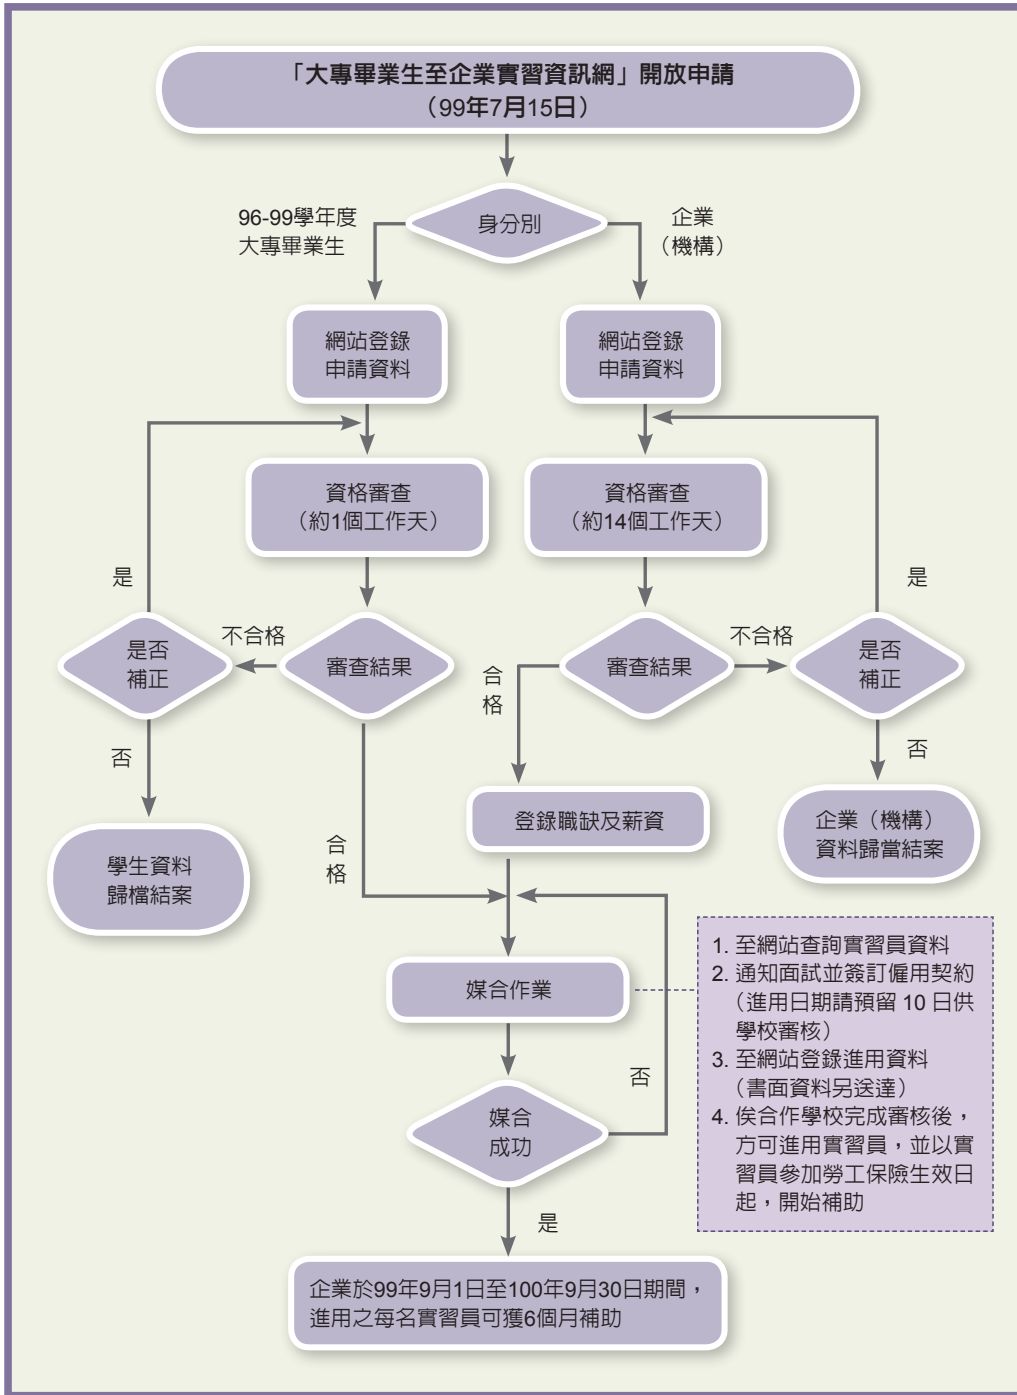 「大專畢業生至企業實習資訊網」開放申請
（99年7月15日）
身分別
96-99學年度
大專畢業生
企業
（機構）
網站登錄
申請資料
網站登錄
申請資料
資格審查
（約1個工作天）
資格審查
（約14個工作天）
是
是
是否
補正
不合格
審查結果
合
格
審查結果
不合格
是否
補正
否
否
登錄職缺及薪資
企業（機構）
資料歸當結案
學生資料
歸檔結案
合
格
媒合作業
1. 至網站查詢實習員資料
2. 通知面試並簽訂僱用契約
（進用日期請預留 10 日供
學校審核）
3. 至網站登錄進用資料
（書面資料另送達）
4. 俟合作學校完成審核後，
方可進用實習員，並以實
習員參加勞工保險生效日
起，開始補助
否
媒合
成功
是
企業於99年9月1日至100年9月30日期間，
進用之每名實習員可獲6個月補助